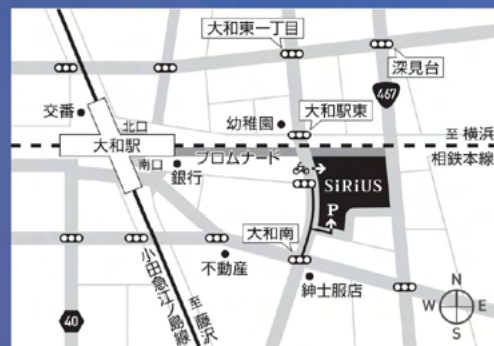 大和東一丁目
深見台
467
交番
北口
幼稚園
大和駅東
至 横浜
大和駅
プロムナード
相鉄本線
南口
銀行
SiRiUS
P
大和南
不動産
紳士服店
小田急江ノ島線
至 藤沢
40
N
W
E
S